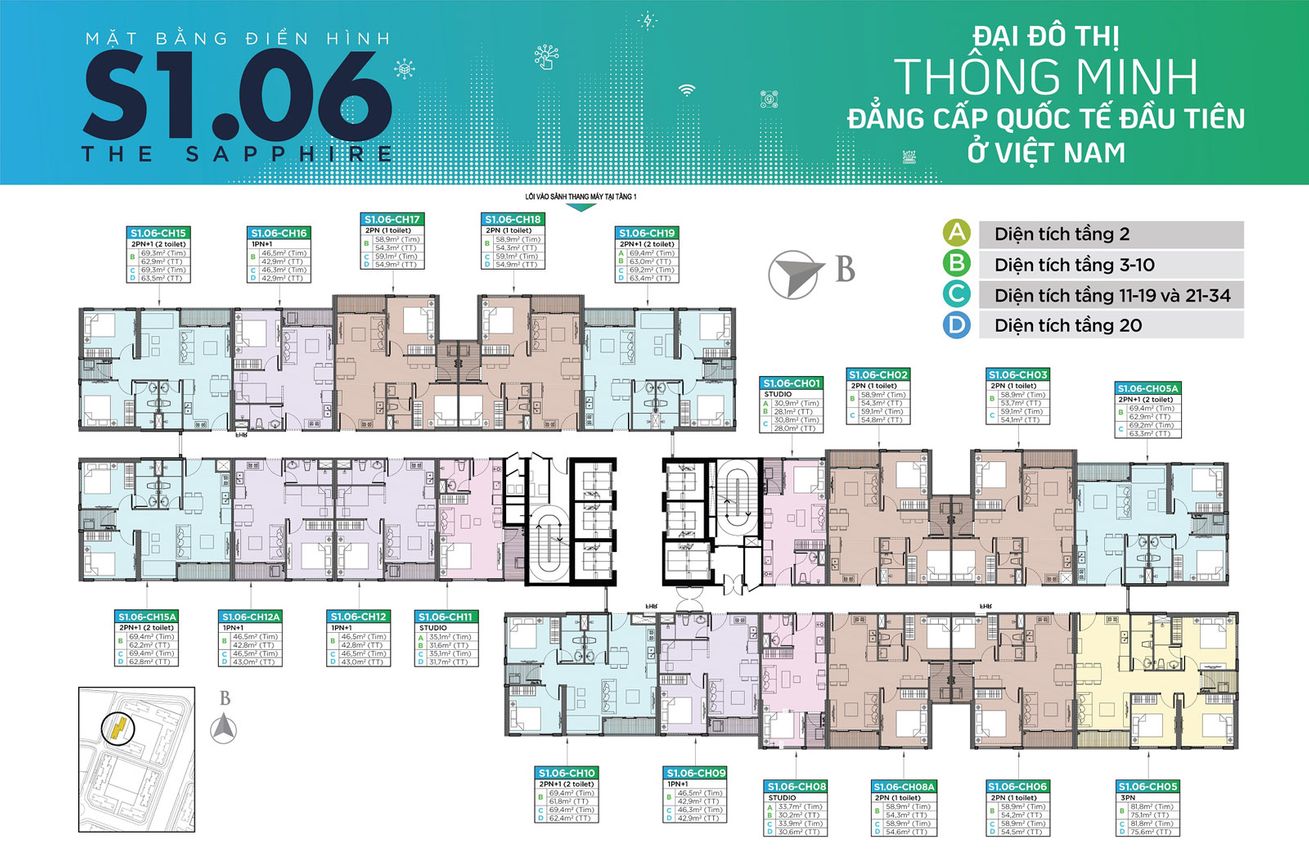 MẶT BẰNG ĐIỂN HÌNH
S1.06
THE SAPPHIRE
ĐẠI ĐÔ THỊ
THÔNG MINH
ĐẲNG CẤP QUỐC TẾ ĐẦU TIÊN
Ở VIỆT NAM
LỐI VÀO SẢNH THANG MÁY TẠI TẦNG 1
S1.06-CH15
2PN+1 (2 toilet)
B 69,3m² (Tim)
62,9m² (TT)
C 69,3m² (Tim)
D 63,5m² (TT)
S1.06-CH16
1PN+1
B 46,5m² (Tim)
42,9m² (TT)
C 46,3m² (Tim)
D 42,9m² (TT)
S1.06-CH17
2PN (1 toilet)
B 58,9m² (Tim)
54,3m² (TT)
C 59,1m² (Tim)
D 54,9m² (TT)
S1.06-CH18
2PN (1 toilet)
B 58,9m² (Tim)
54,3m² (TT)
C 59,1m² (Tim)
D 54,9m² (TT)
S1.06-CH19
2PN+1 (2 toilet)
A 69,4m² (Tim)
B 63,0m² (TT)
C 69,2m² (Tim)
D 63,4m² (TT)
B
A Diện tích tầng 2
B Diện tích tầng 3-10
C Diện tích tầng 11-19 và 21-34
D Diện tích tầng 20
S1.06-CH01
STUDIO
A 30,9m² (Tim)
B 28,1m² (TT)
C 30,8m² (Tim)
28,0m² (TT)
S1.06-CH02
2PN (1 toilet)
B 58,9m² (Tim)
54,3m² (TT)
C 59,1m² (Tim)
54,8m² (TT)
S1.06-CH03
2PN (1 toilet)
B 58,9m² (Tim)
53,7m² (TT)
C 59,1m² (Tim)
54,1m² (TT)
S1.06-CH05A
2PN+1 (2 toilet)
B 69,4m² (Tim)
62,9m² (TT)
C 69,2m² (Tim)
63,3m² (TT)
EHR
S1.06-CH15A
2PN+1 (2 toilet)
B 69,4m² (Tim)
62,2m² (TT)
C 69,4m² (Tim)
D 62,8m² (TT)
S1.06-CH12A
1PN+1
B 46,5m² (Tim)
42,8m² (TT)
C 46,5m² (Tim)
D 43,0m² (TT)
S1.06-CH12
1PN+1
B 46,5m² (Tim)
42,8m² (TT)
C 46,5m² (Tim)
D 43,0m² (TT)
S1.06-CH11
STUDIO
A 35,1m² (Tim)
B 31,6m² (TT)
C 35,1m² (Tim)
D 31,7m² (TT)
EHR
EHR
B
S1.06-CH10
2PN+1 (2 toilet)
B 69,4m² (Tim)
61,8m² (TT)
C 69,4m² (Tim)
D 62,4m² (TT)
S1.06-CH09
1PN+1
B 46,5m² (Tim)
42,9m² (TT)
C 46,3m² (Tim)
D 42,9m² (TT)
S1.06-CH08
STUDIO
A 33,7m² (Tim)
B 30,2m² (TT)
C 33,9m² (Tim)
D 30,6m² (TT)
S1.06-CH08A
2PN (1 toilet)
B 58,9m² (Tim)
54,3m² (TT)
C 58,9m² (Tim)
D 54,6m² (TT)
S1.06-CH06
2PN (1 toilet)
B 58,9m² (Tim)
54,2m² (TT)
C 58,9m² (Tim)
D 54,5m² (TT)
S1.06-CH05
3PN
B 81,8m² (Tim)
75,1m² (TT)
C 81,8m² (Tim)
D 75,6m² (TT)